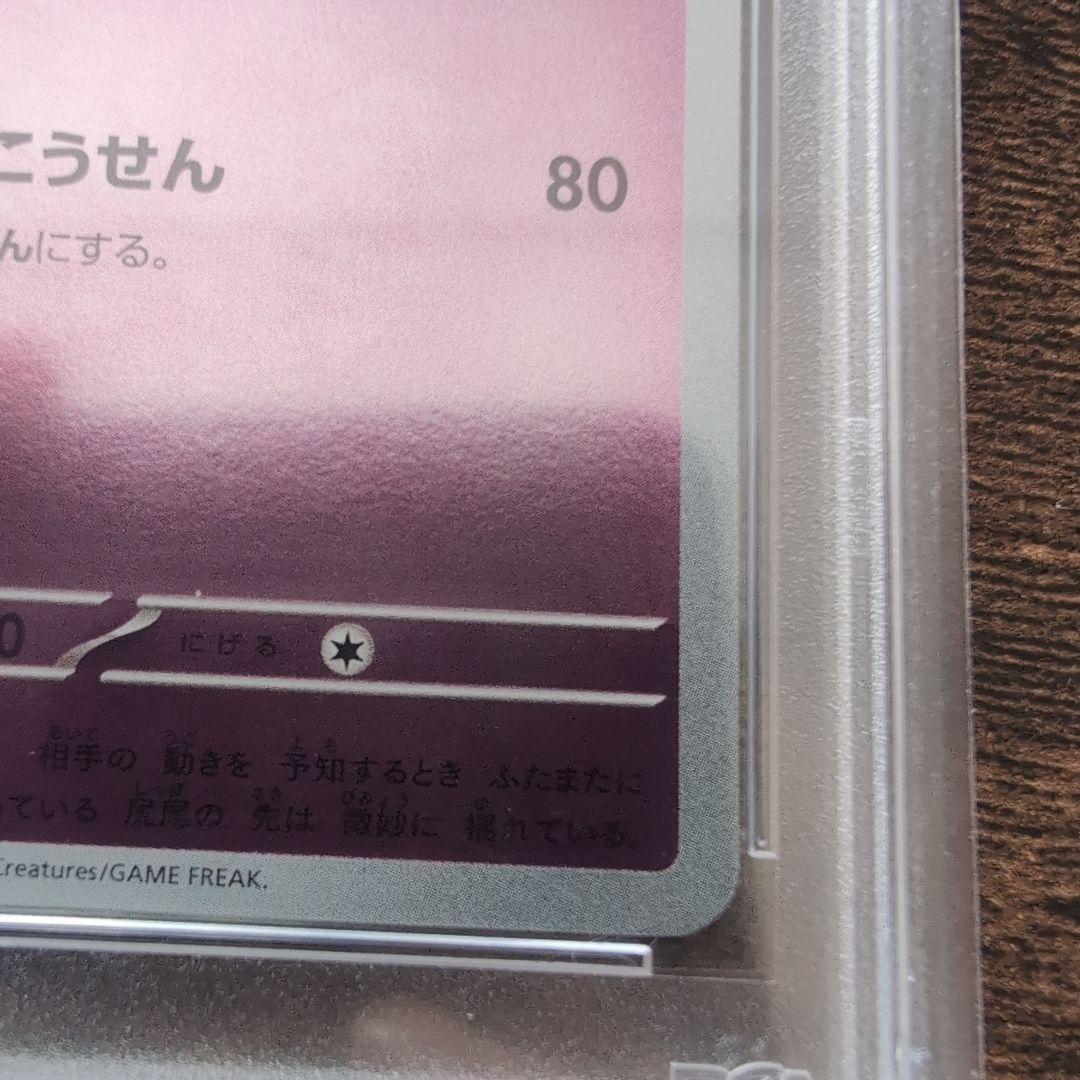 こうせん 80
んにする。
0 にげる
相手の 動きを 予知するとき ふたまたに
っている 尻尾の 先は 微妙に 揺れている。
Creatures/GAME FREAK.